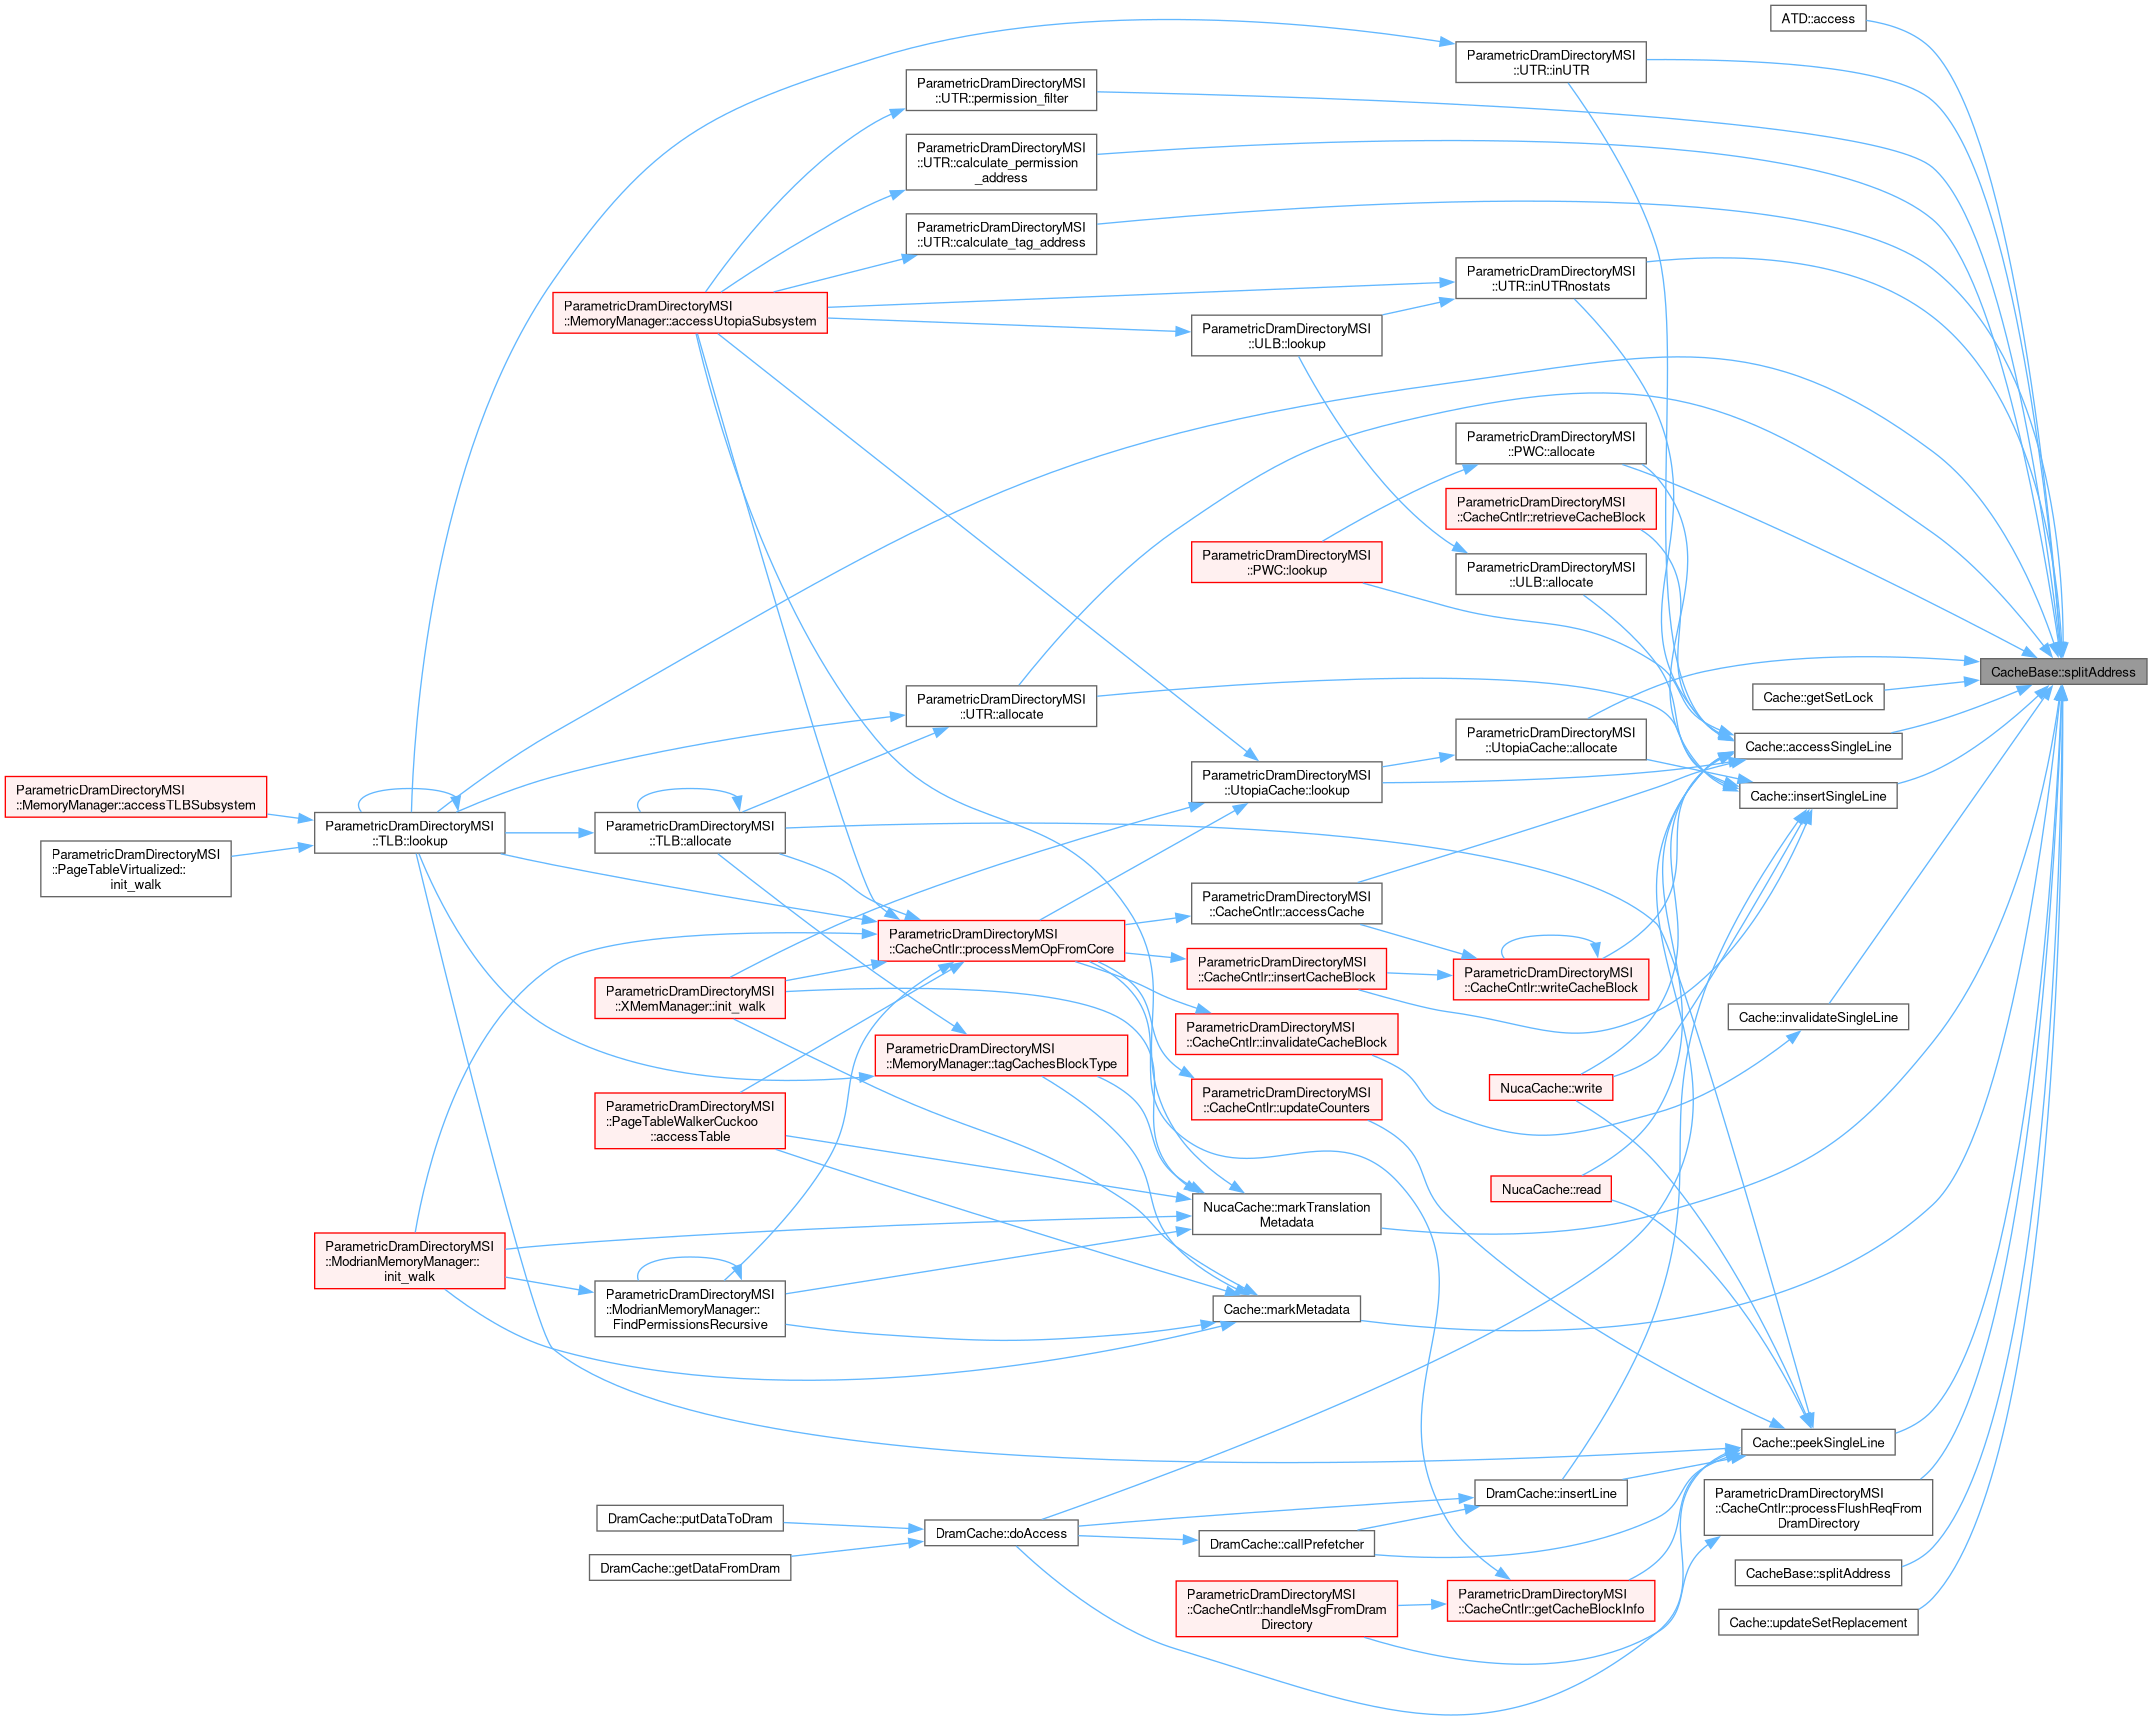 ATD::access
ParametricDramDirectoryMSI
::UTR::inUTR
ParametricDramDirectoryMSI
::UTR::permission_filter
ParametricDramDirectoryMSI
::UTR::calculate_permission
_address
ParametricDramDirectoryMSI
::UTR::calculate_tag_address
ParametricDramDirectoryMSI
::UTR::inUTRnostats
ParametricDramDirectoryMSI
::MemoryManager::accessUtopiaSubsystem
ParametricDramDirectoryMSI
::ULB::lookup
ParametricDramDirectoryMSI
::PWC::allocate
ParametricDramDirectoryMSI
::CacheCntlr::retrieveCacheBlock
ParametricDramDirectoryMSI
::PWC::lookup
ParametricDramDirectoryMSI
::ULB::allocate
CacheBase::splitAddress
Cache::getSetLock
ParametricDramDirectoryMSI
::UTR::allocate
ParametricDramDirectoryMSI
::UtopiaCache::allocate
Cache::accessSingleLine
ParametricDramDirectoryMSI
::UtopiaCache::lookup
Cache::insertSingleLine
ParametricDramDirectoryMSI
::MemoryManager::accessTLBSubsystem
ParametricDramDirectoryMSI
::TLB::lookup
ParametricDramDirectoryMSI
::TLB::allocate
ParametricDramDirectoryMSI
::PageTableVirtualized::
init_walk
ParametricDramDirectoryMSI
::CacheCntlr::accessCache
ParametricDramDirectoryMSI
::CacheCntlr::processMemOpFromCore
ParametricDramDirectoryMSI
::CacheCntlr::insertCacheBlock
ParametricDramDirectoryMSI
::CacheCntlr::writeCacheBlock
ParametricDramDirectoryMSI
::XMemManager::init_walk
Cache::invalidateSingleLine
ParametricDramDirectoryMSI
::CacheCntlr::invalidateCacheBlock
ParametricDramDirectoryMSI
::MemoryManager::tagCachesBlockType
NucaCache::write
ParametricDramDirectoryMSI
::CacheCntlr::updateCounters
ParametricDramDirectoryMSI
::PageTableWalkerCuckoo
::accessTable
NucaCache::read
NucaCache::markTranslation
Metadata
ParametricDramDirectoryMSI
::ModrianMemoryManager::
init_walk
ParametricDramDirectoryMSI
::ModrianMemoryManager::
FindPermissionsRecursive
Cache::markMetadata
Cache::peekSingleLine
DramCache::insertLine
ParametricDramDirectoryMSI
::CacheCntlr::processFlushReqFrom
DramDirectory
DramCache::putDataToDram
DramCache::doAccess
DramCache::callPrefetcher
DramCache::getDataFromDram
CacheBase::splitAddress
ParametricDramDirectoryMSI
::CacheCntlr::handleMsgFromDram
Directory
ParametricDramDirectoryMSI
::CacheCntlr::getCacheBlockInfo
Cache::updateSetReplacement